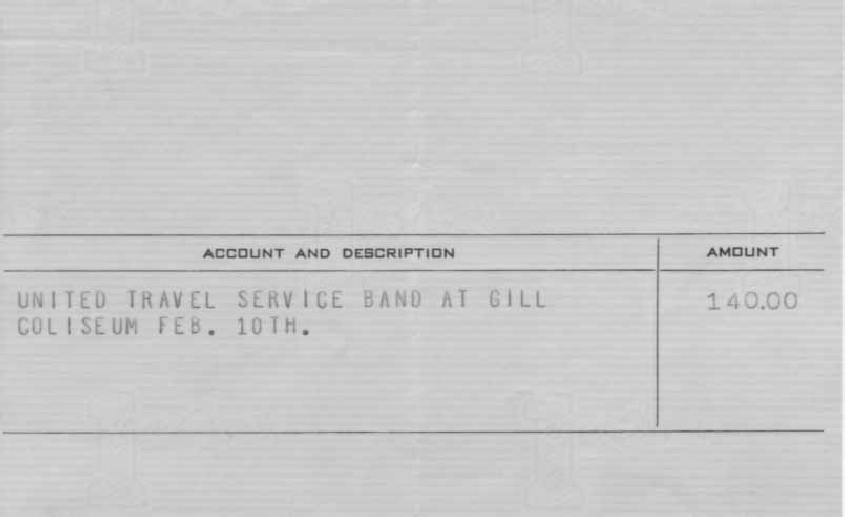 ACCOUNT AND DESCRIPTION AMOUNT
UNITED TRAVEL SERVICE BAND AT GILL 140.00
COLISEUM FEB. 10TH.